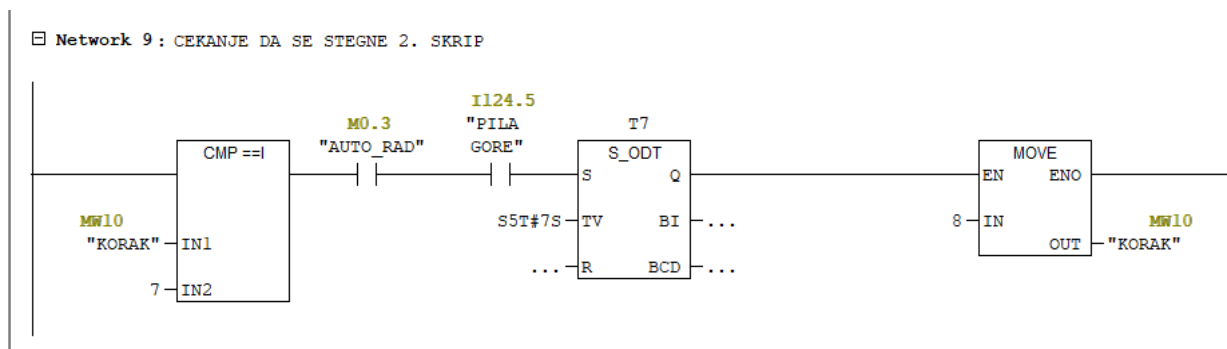 Network 9 : CEKANJE DA SE STEGNE 2. SKRIP
I124.5
M0.3 "PILA T7
CMP ==I "AUTO_RAD" GORE" S_ODT MOVE
S Q EN ENO
MW10 S5T#7S TV BI ... 8 IN MW10
"KORAK" IN1 OUT "KORAK"
... R BCD ...
7 IN2